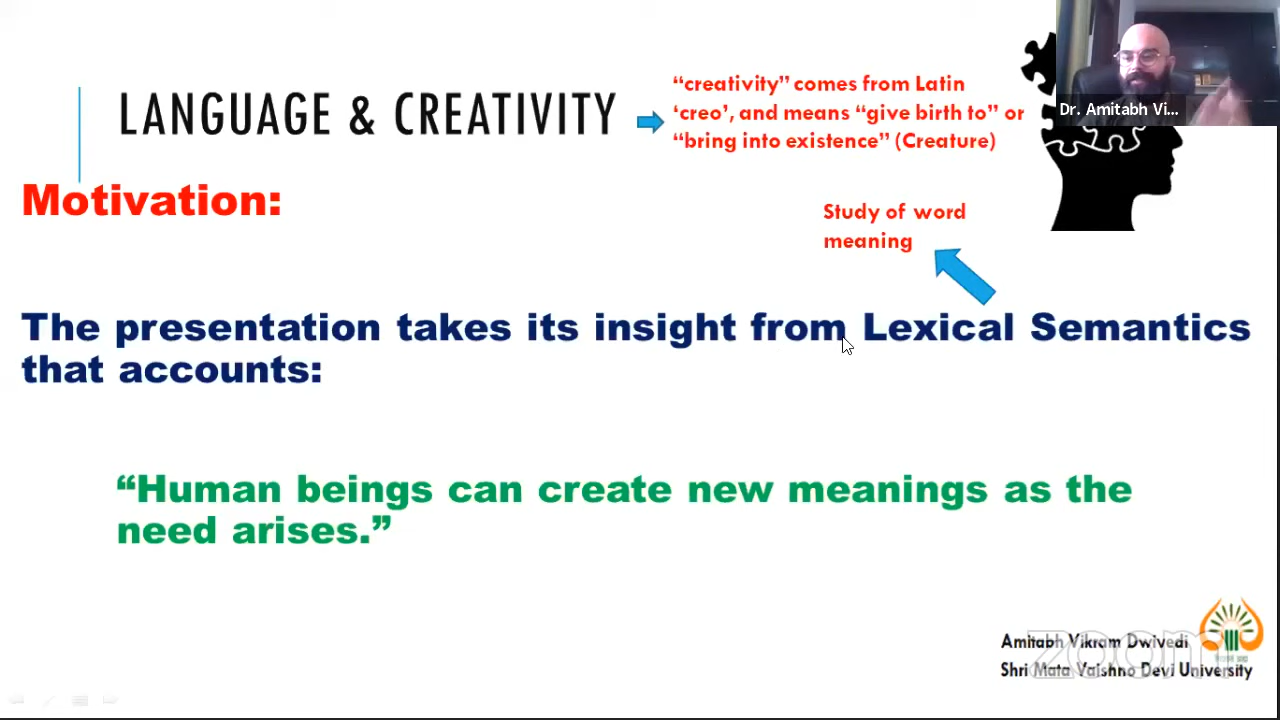 LANGUAGE & CREATIVITY
“creativity” comes from Latin
‘creo’, and means “give birth to” or
“bring into existence” (Creature)
Dr. Amitabh Vi...
Motivation:
Study of word
meaning
The presentation takes its insight from Lexical Semantics
that accounts:
“Human beings can create new meanings as the
need arises.”
Amitabh Vikram Dwivedi
Shri Mata Vaishno Devi University
zoom